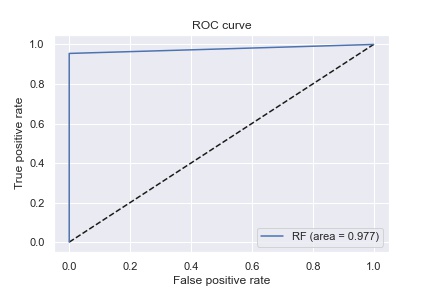 ROC curve
1.0
0.8
0.6
0.4
0.2
0.0
True positive rate
RF (area = 0.977)
0.0 0.2 0.4 0.6 0.8 1.0
False positive rate